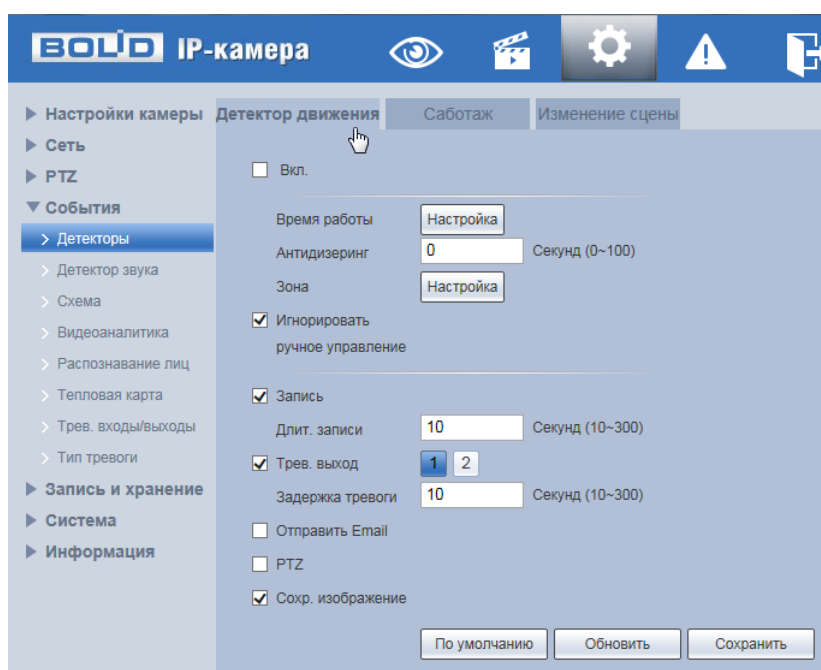 BOLID IP-камера
Настройки камеры
Сеть
PTZ
События
Детекторы
Детектор звука
Схема
Видеоаналитика
Распознавание лиц
Тепловая карта
Трев. входы/выходы
Тип тревоги
Запись и хранение
Система
Информация
Детектор движения Саботаж Изменение сцены
Вкл.
Время работы Настройка
Антидизеринг 0 Секунд (0~100)
Зона Настройка
Игнорировать
ручное управление
Запись
Длит. записи 10 Секунд (10~300)
Трев. выход 1 2
Задержка тревоги 10 Секунд (10~300)
Отправить Email
PTZ
Сохр. изображение
По умолчанию Обновить Сохранить